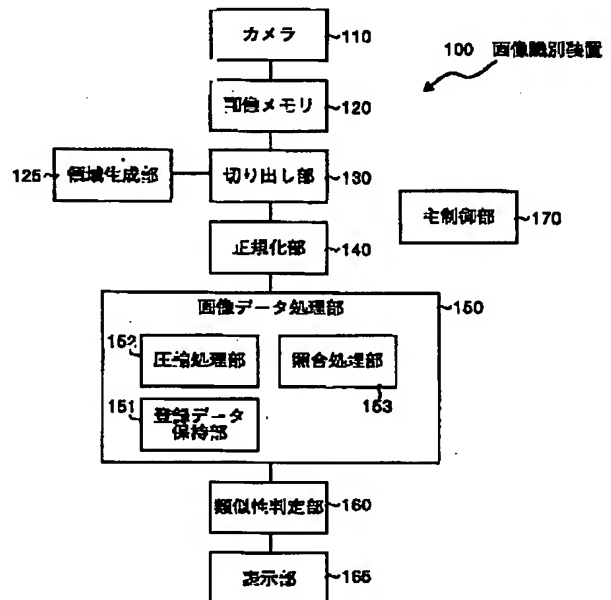 カメラ
110
100 画像識別装置
画像メモリ
120
125
領域生成部
切り出し部
130
主制御部
170
正規化部
140
画像データ処理部
150
152
圧縮処理部
照合処理部
153
151
登録データ
保持部
類似性判定部
160
表示部
165